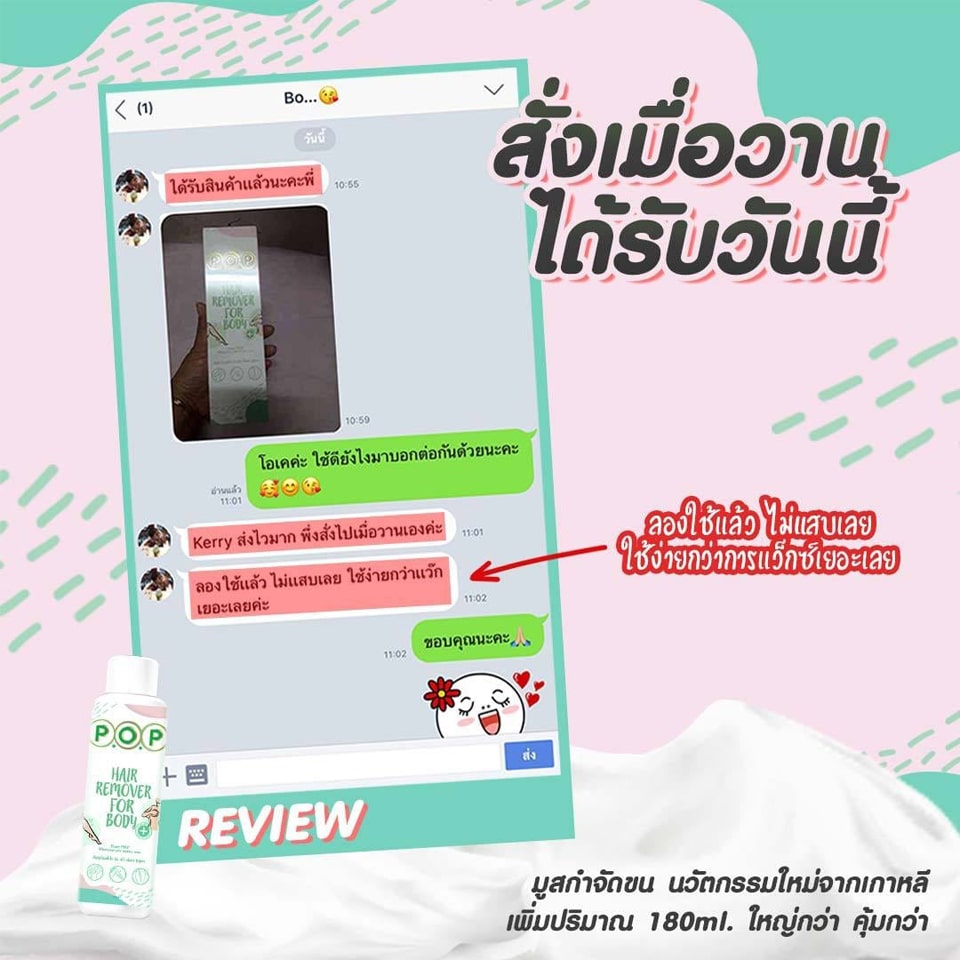 สั่งเมื่อวาน
ได้รับวันนี้
(1)
Bo...😘
วันนี้
ได้รับสินค้าแล้วนะคะพี่
10:55
P.O.P
HAIR
REMOVER
FOR
BODY
10:59
โอเคค่ะ ใช้ดียังไงมาบอกต่อกันด้วยนะคะ
🥰😊😘
อ่านแล้ว
11:01
Kerry ส่งไวมาก พึ่งสั่งไปเมื่อวานเองค่ะ
11:01
ลองใช้แล้ว ไม่แสบเลย ใช้ง่ายกว่าแว๊ก
เยอะเลยค่ะ
11:02
ลองใช้แล้ว ไม่แสบเลย
ใช้ง่ายกว่าการแว็กซ์เยอะเลย
ขอบคุณนะคะ🙏🏻
11:02
ส่ง
REVIEW
P.O.P
HAIR
REMOVER
FOR
BODY
มูสกำจัดขน นวัตกรรมใหม่จากเกาหลี
เพิ่มปริมาณ 180ml. ใหญ่กว่า คุ้มกว่า